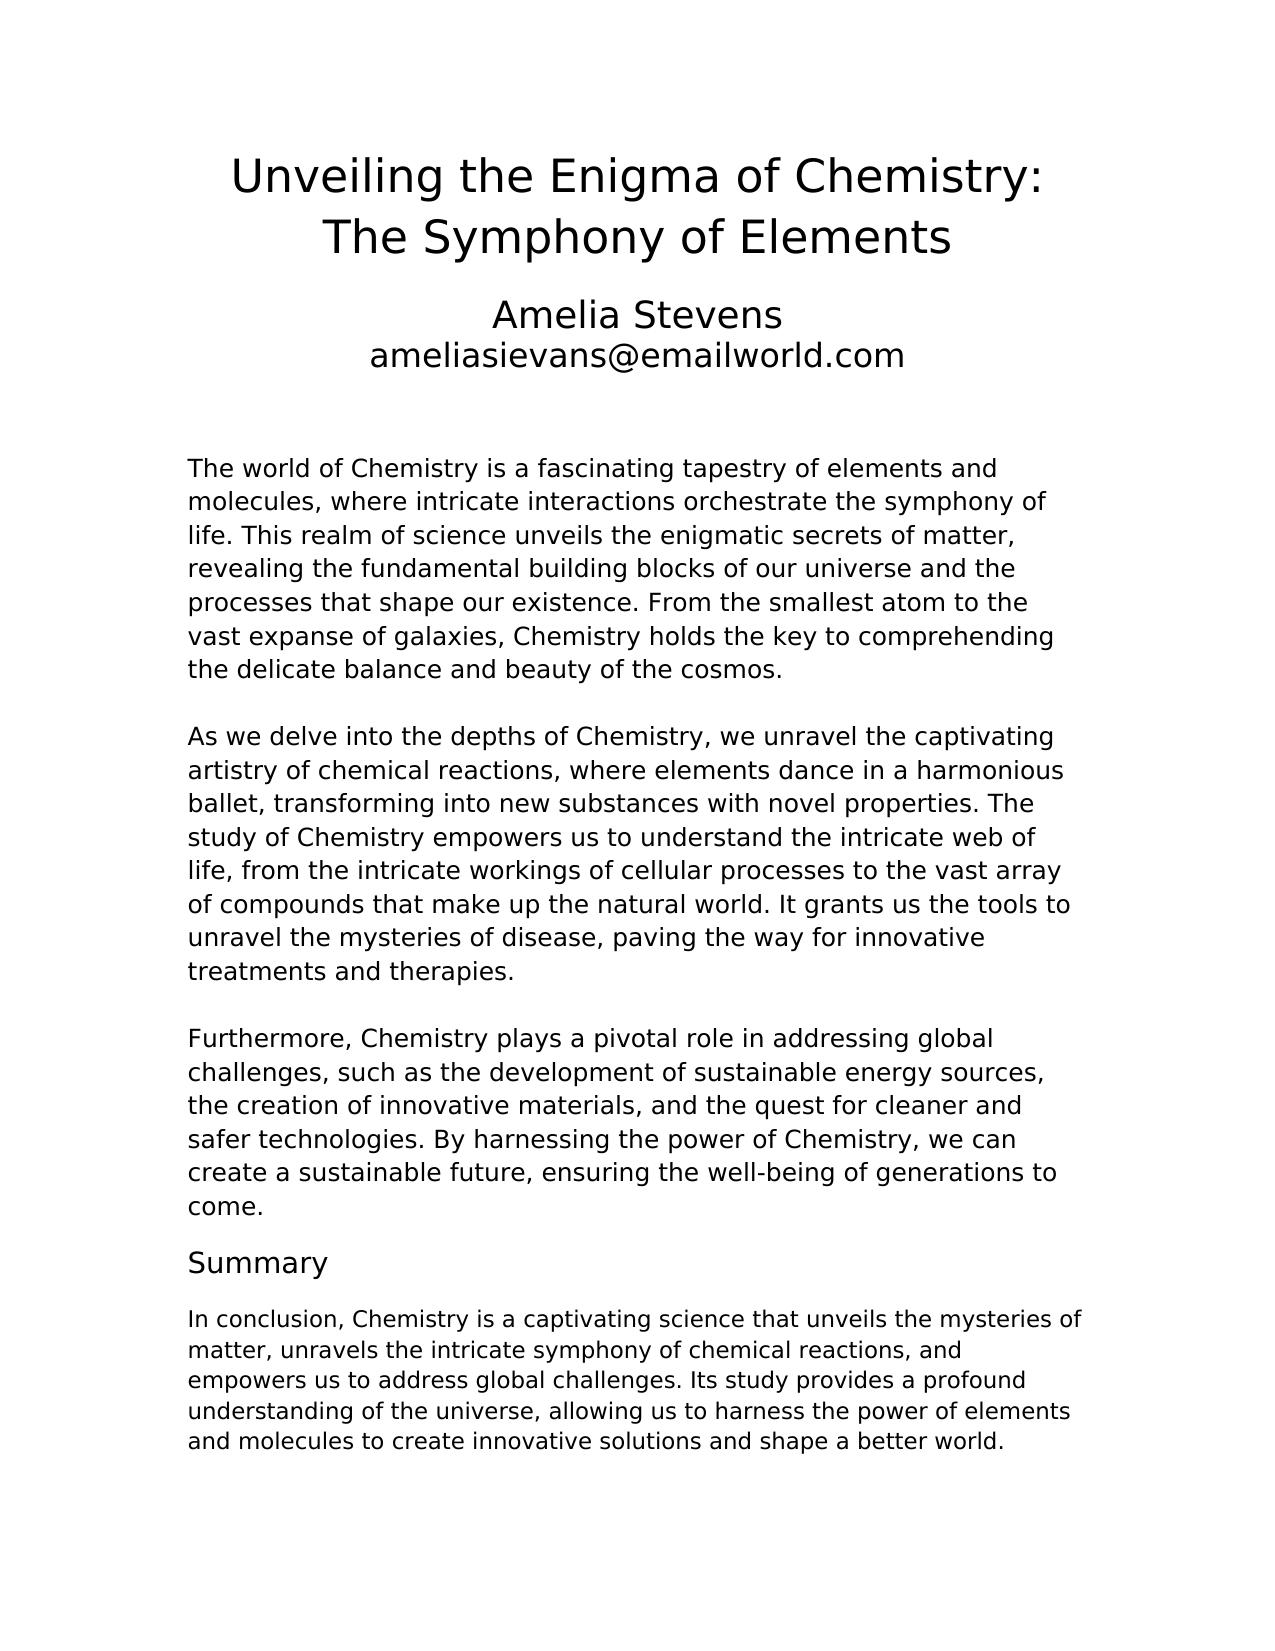 Unveiling the Enigma of Chemistry:
The Symphony of Elements
Amelia Stevens
ameliasievans@emailworld.com
The world of Chemistry is a fascinating tapestry of elements and
molecules, where intricate interactions orchestrate the symphony of
life. This realm of science unveils the enigmatic secrets of matter,
revealing the fundamental building blocks of our universe and the
processes that shape our existence. From the smallest atom to the
vast expanse of galaxies, Chemistry holds the key to comprehending
the delicate balance and beauty of the cosmos.
As we delve into the depths of Chemistry, we unravel the captivating
artistry of chemical reactions, where elements dance in a harmonious
ballet, transforming into new substances with novel properties. The
study of Chemistry empowers us to understand the intricate web of
life, from the intricate workings of cellular processes to the vast array
of compounds that make up the natural world. It grants us the tools to
unravel the mysteries of disease, paving the way for innovative
treatments and therapies.
Furthermore, Chemistry plays a pivotal role in addressing global
challenges, such as the development of sustainable energy sources,
the creation of innovative materials, and the quest for cleaner and
safer technologies. By harnessing the power of Chemistry, we can
create a sustainable future, ensuring the well-being of generations to
come.
Summary
In conclusion, Chemistry is a captivating science that unveils the mysteries of
matter, unravels the intricate symphony of chemical reactions, and
empowers us to address global challenges. Its study provides a profound
understanding of the universe, allowing us to harness the power of elements
and molecules to create innovative solutions and shape a better world.